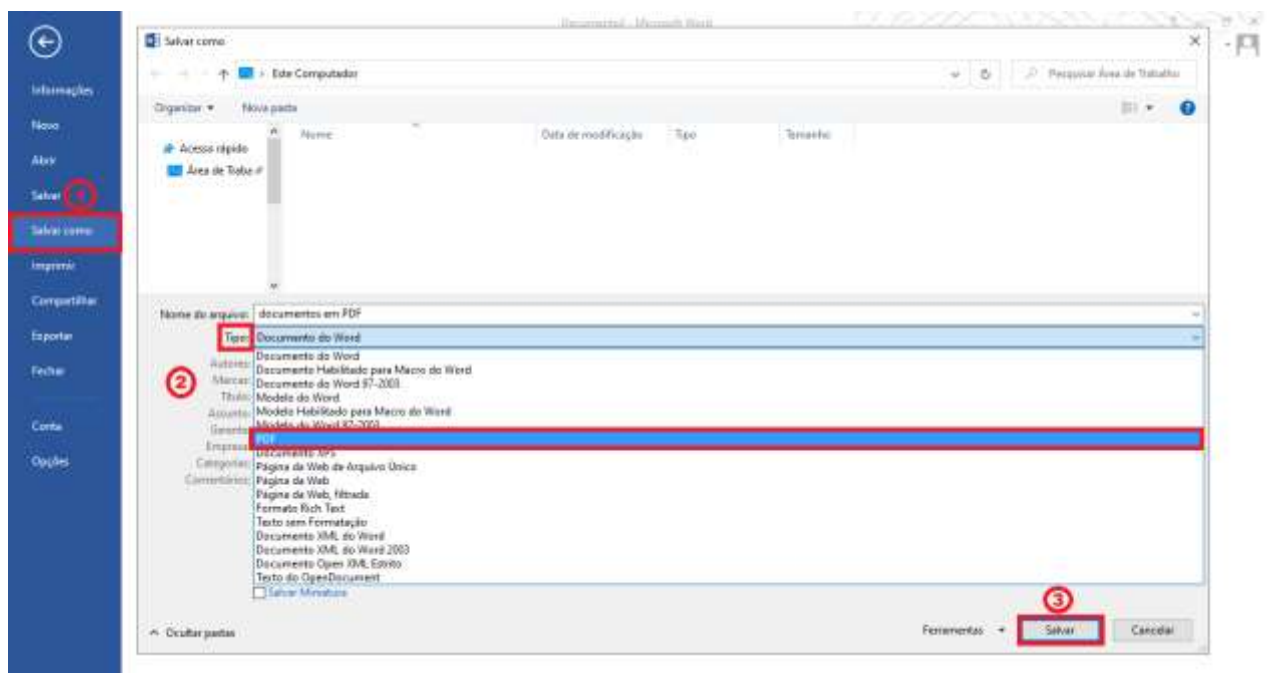 Documento1 - Microsoft Word
Salvar como
Este Computador
Pesquisar Área de Trabalho
Organizar
Nova pasta
Nome
Data de modificação
Tipo
Tamanho
Acesso rápido
Área de Traba
Informações
Novo
Abrir
Salvar
1
Salvar como
Imprimir
Compartilhar
Exportar
Fechar
Conta
Opções
Nome do arquivo: documentos em PDF
Tipo: Documento do Word
2
Autores:
Marcas:
Título:
Assunto:
Gerente:
Empresa:
Categorias:
Comentários:
Documento do Word
Documento Habilitado para Macro do Word
Documento do Word 97-2003
Modelo do Word
Modelo Habilitado para Macro do Word
Modelo do Word 97-2003
PDF
Documento XPS
Página da Web de Arquivo Único
Página da Web
Página da Web, filtrada
Formato Rich Text
Texto sem Formatação
Documento XML do Word
Documento XML do Word 2003
Documento Open XML Estrito
Texto do OpenDocument
Salvar Miniatura
3
Ocultar pastas
Ferramentas
Salvar
Cancelar